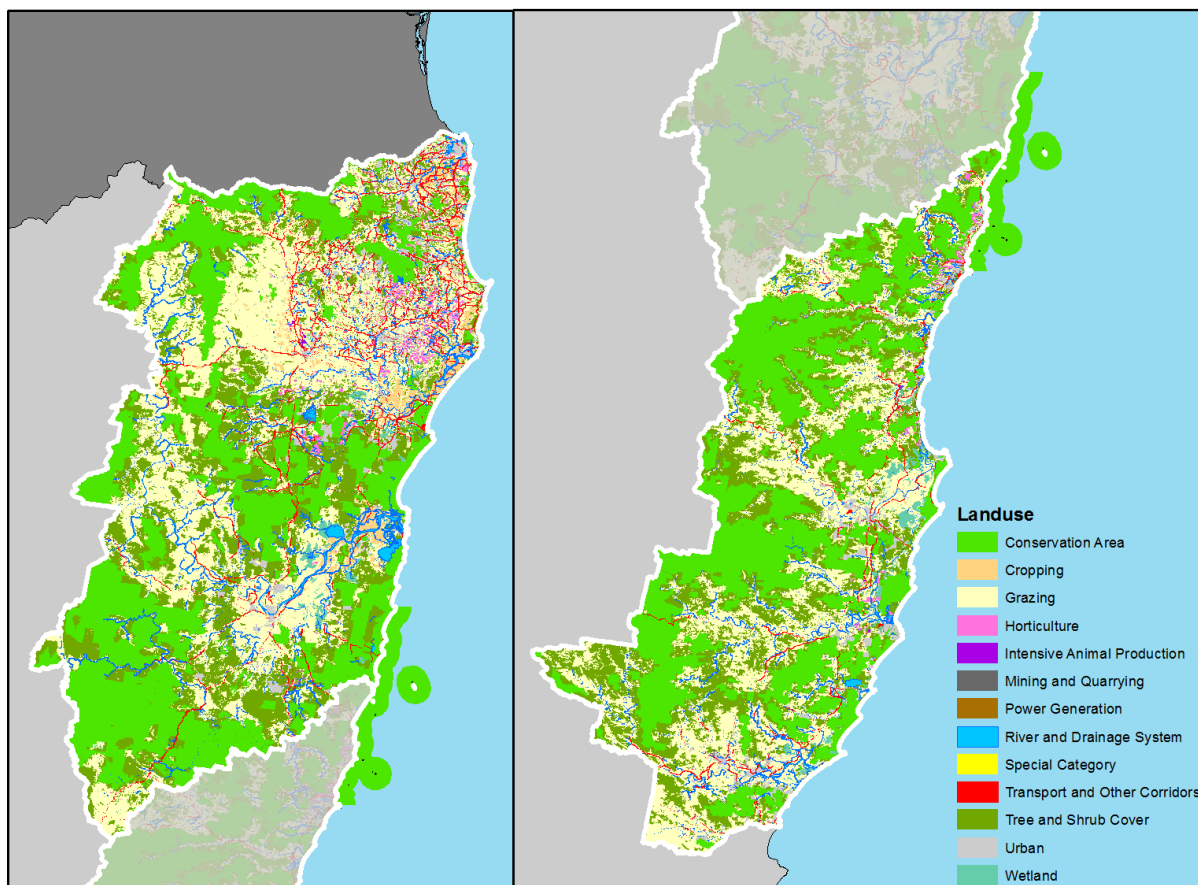 Landuse
Conservation Area
Cropping
Grazing
Horticulture
Intensive Animal Production
Mining and Quarrying
Power Generation
River and Drainage System
Special Category
Transport and Other Corridors
Tree and Shrub Cover
Urban
Wetland